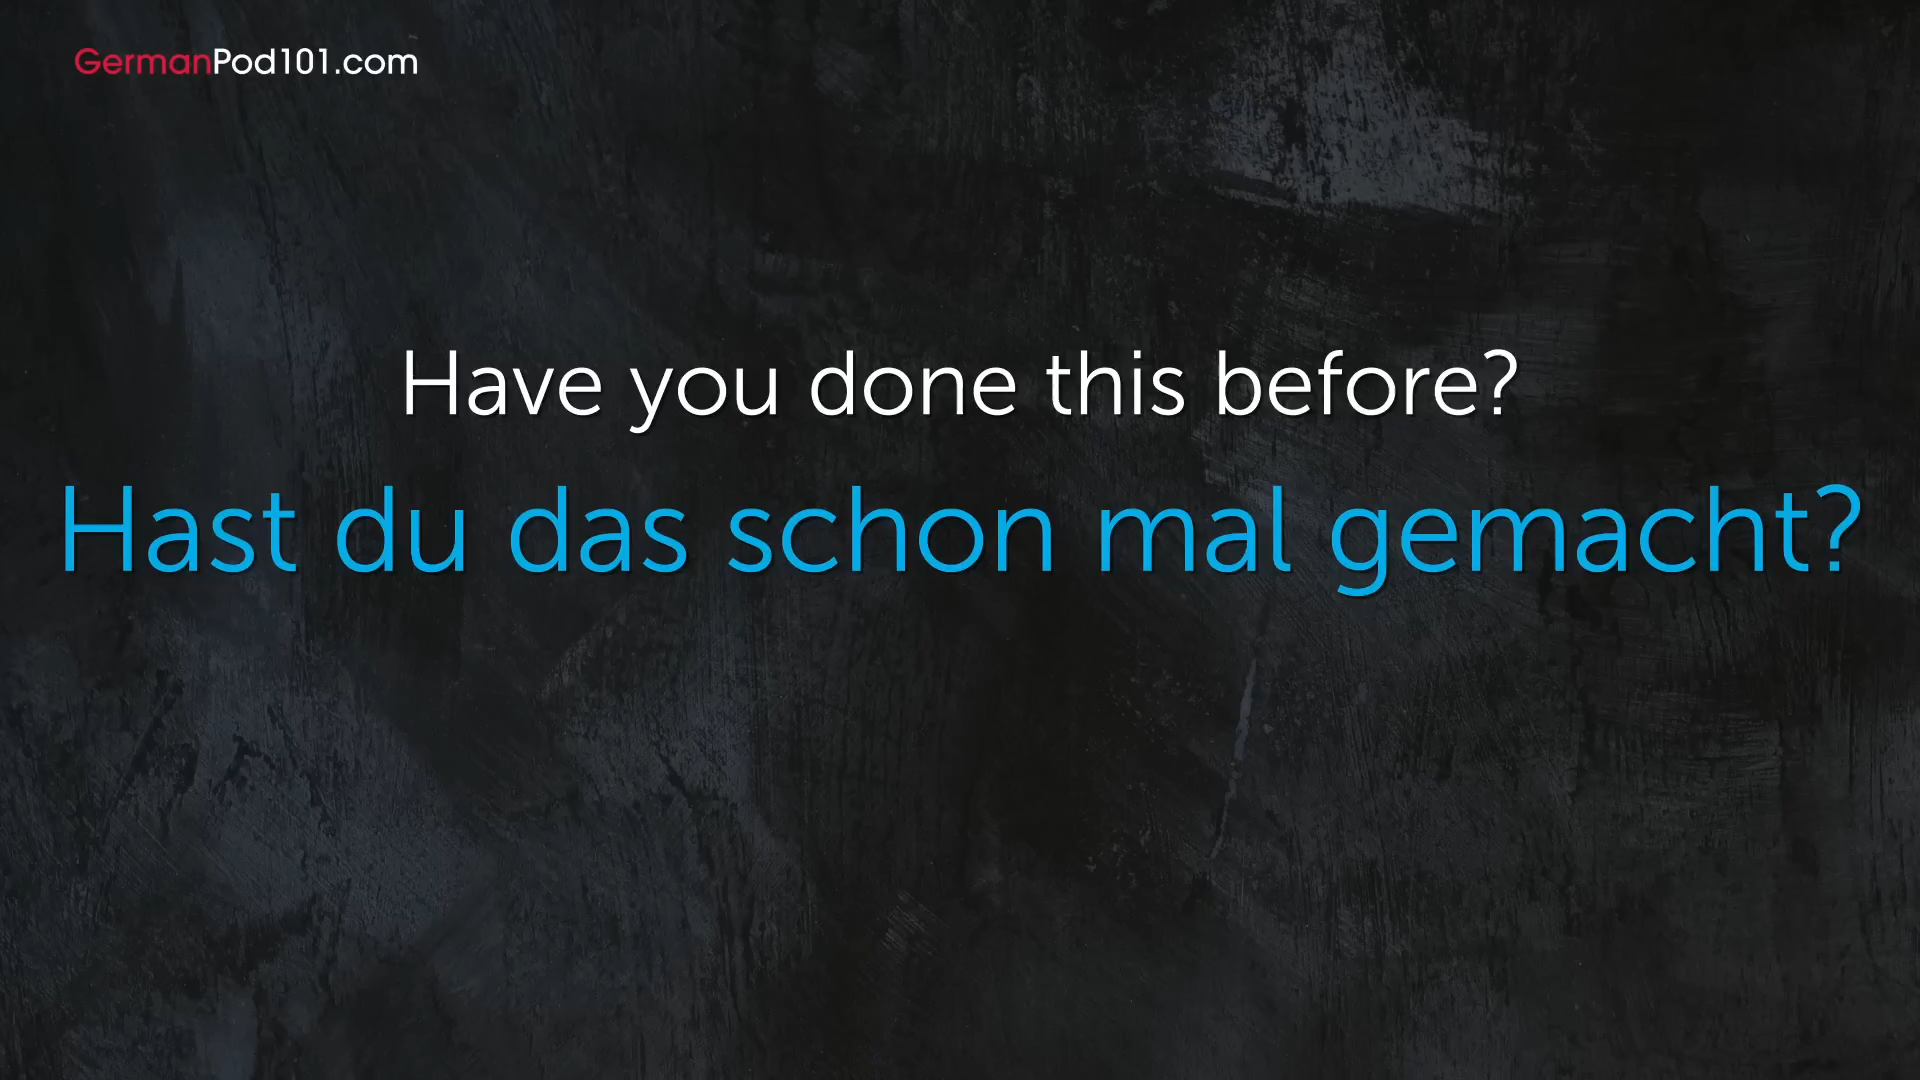 GermanPod101.com
Have you done this before?
Hast du das schon mal gemacht?